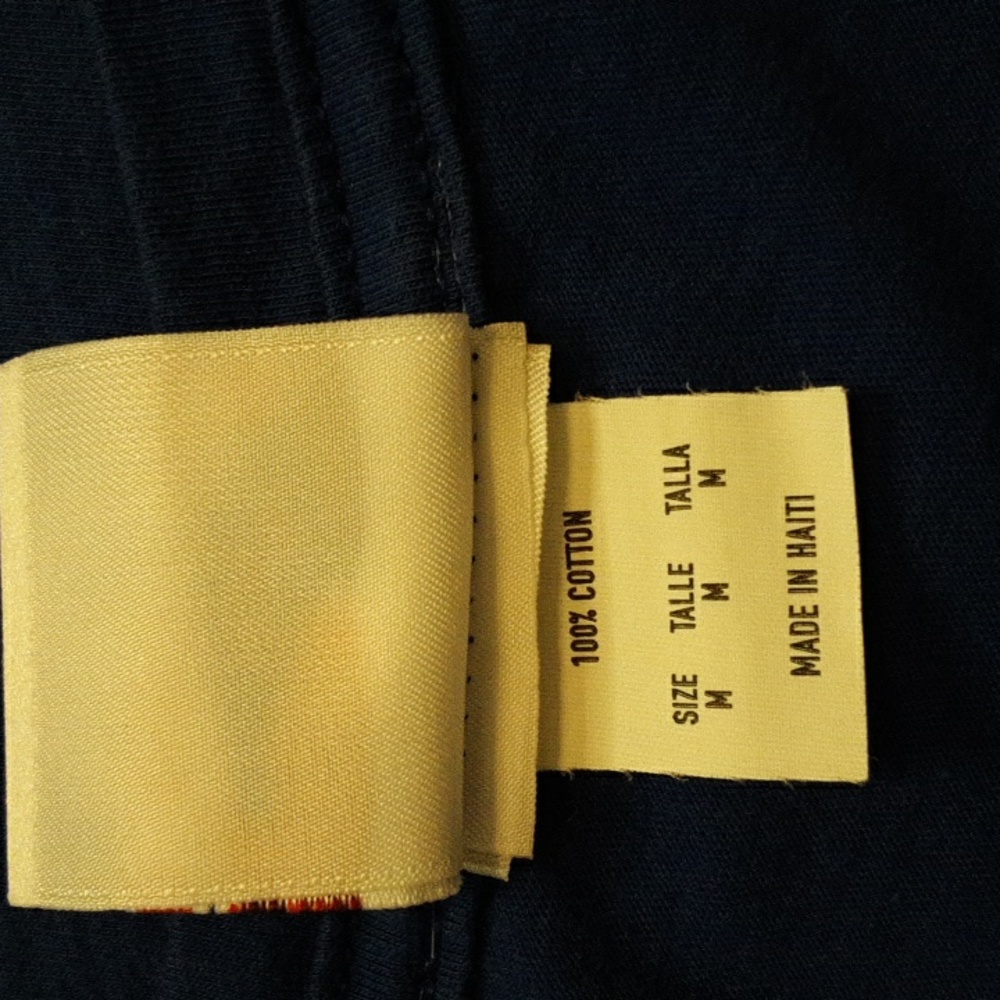 100% COTTON
SIZE TALLE TALLA
M M M
MADE IN HAITI